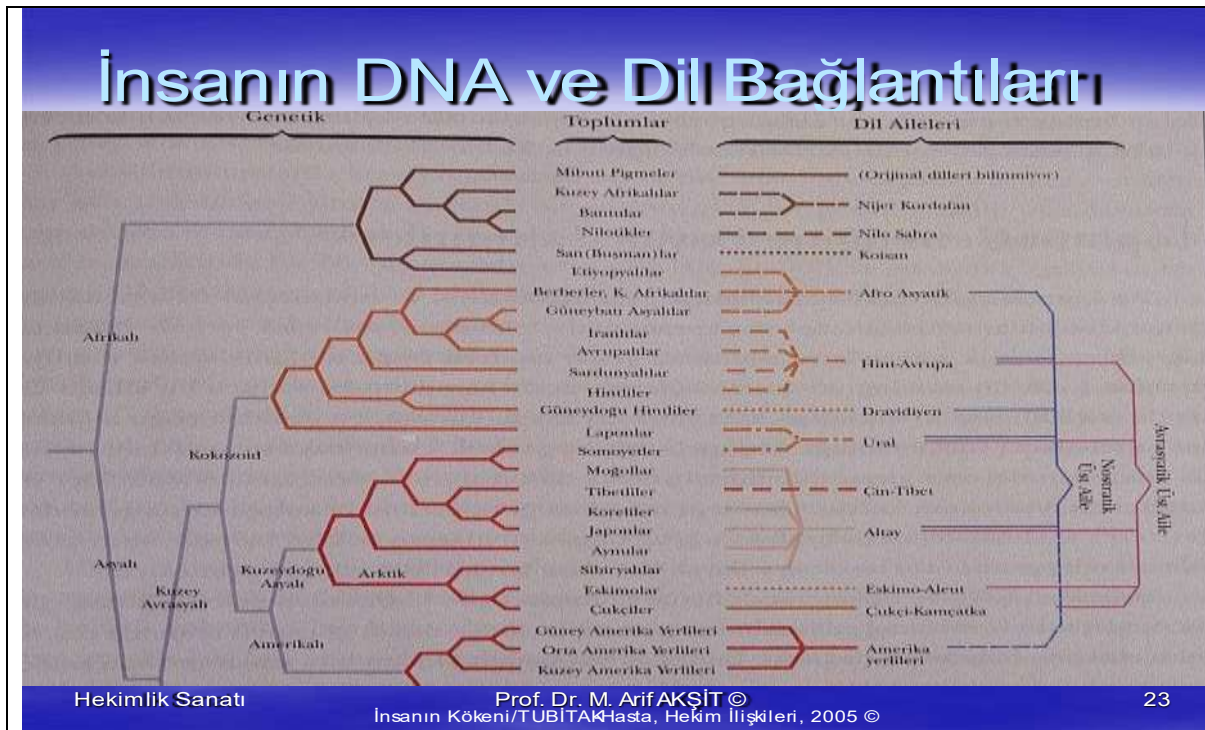 İnsanın DNA ve Dil Bağlantıları
Genetik Toplumlar Dil Aileleri
Mibuti Pigmeler (Orijinal dilleri bilinmiyor)
Kuzey Afrikalılar
Bantular Nijer Kordofan
Nilotikler Nilo Sahra
San (Buşman)lar Koisan
Etiyopyalılar
Berberler, K. Afrikalılar Afro Asyatik
Güneybatı Asyalılar
Afrikalı İranlılar
Avrupalılar Hint-Avrupa
Sardunyalılar
Hintliler
Güneydogu Hintliler Dravidiyen
Laponlar Ural
Kokozoid Somoyetler
Moğollar
Tibetliler Çin-Tibet
Koreliler
Japonlar Altay
Aynular
Asyalı Kuzeydoğu Asyalı Arktik Sibiryahlar
Kuzey Avrasyalı Eskimolar Eskimo-Aleut
Çukçiler Çukçi-Kamçatka
Güney Amerika Yerlileri
Amerikalı Orta Amerika Yerlileri Amerika yerlileri
Kuzey Amerika Yerlileri
Nostratik Üst Aile
Avrasyatik Üst Aile
Hekimlik Sanatı Prof. Dr. M. Arif AKŞİT © 23
İnsanın Kökeni/TUBİTAKHasta, Hekim İlişkileri, 2005 ©